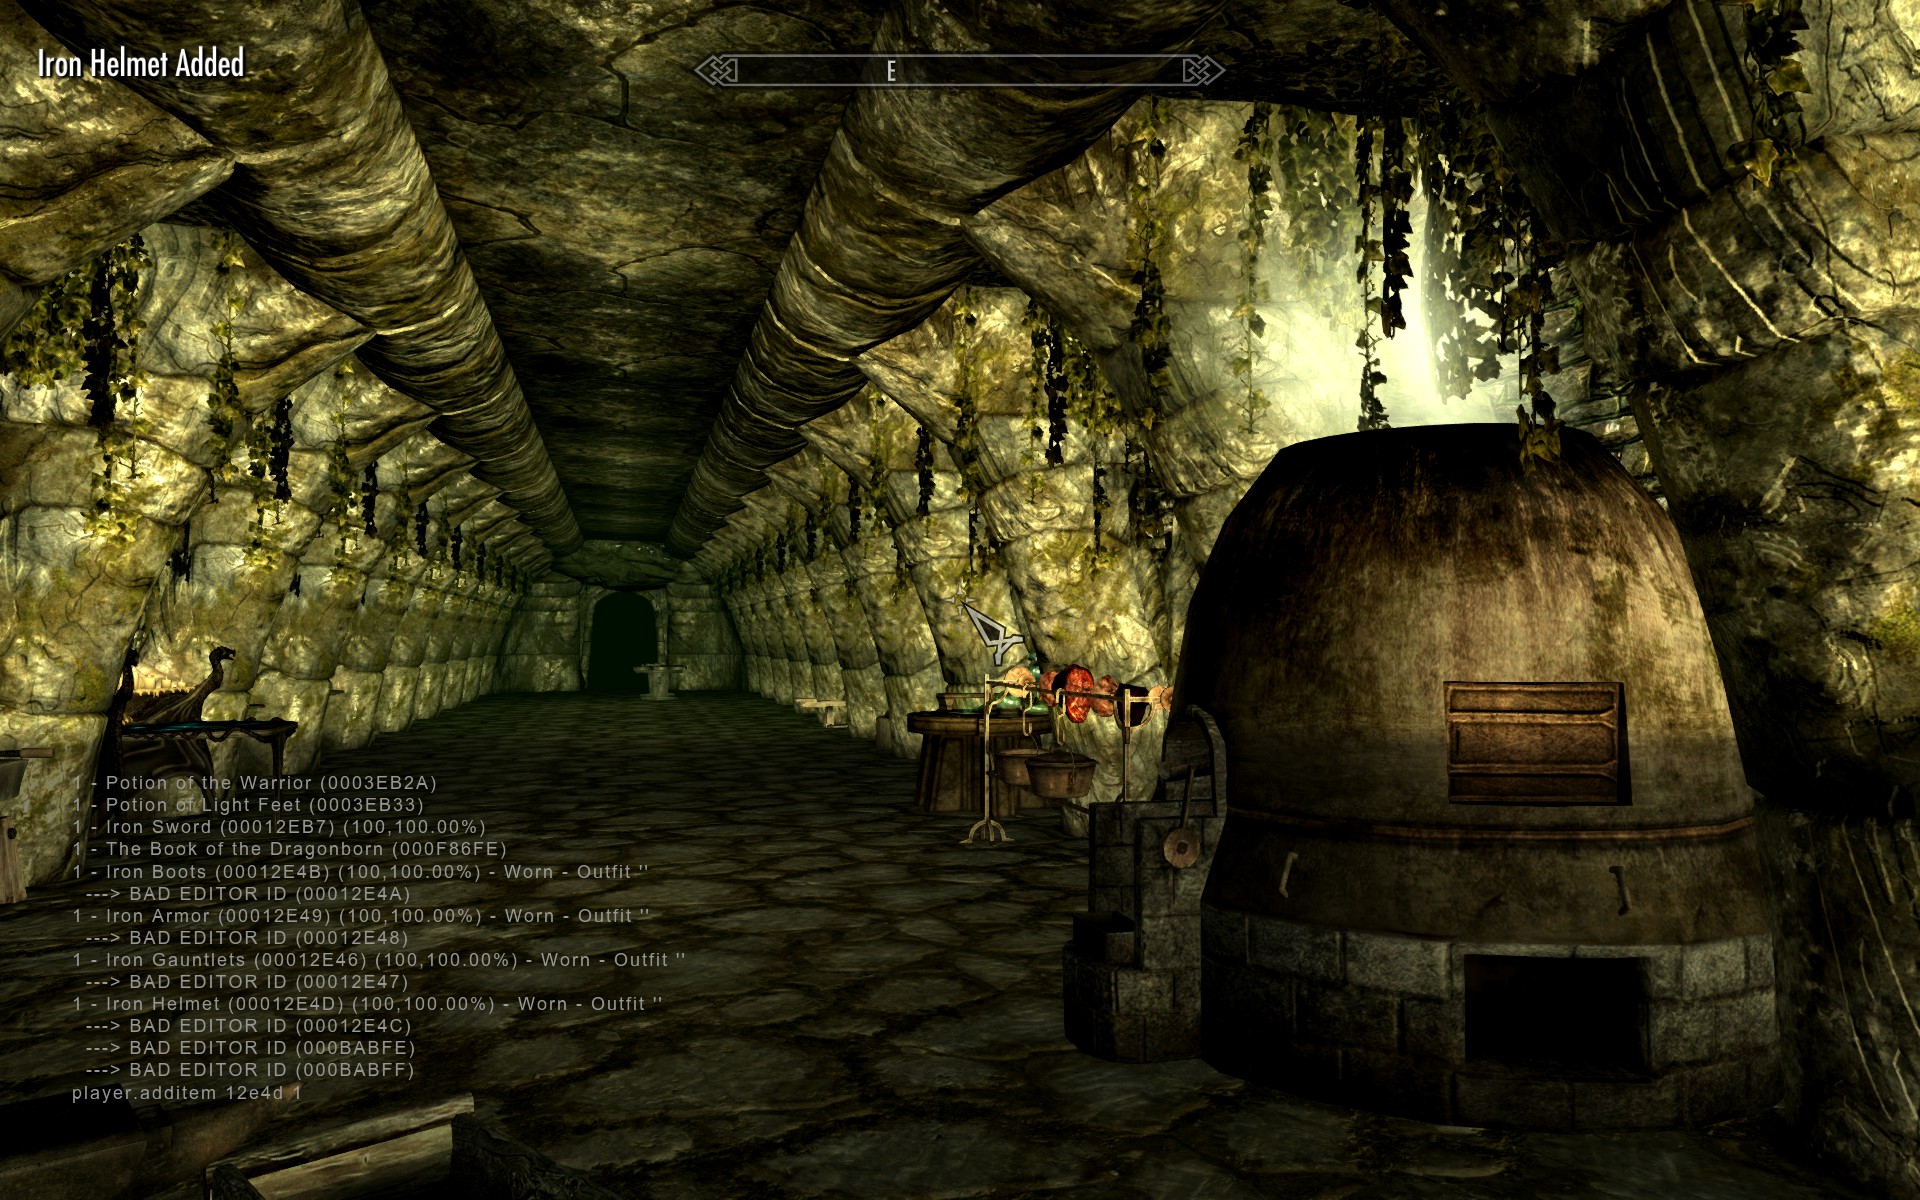 Iron Helmet Added
E
1 - Potion of the Warrior (0003EB2A)
1 - Potion of Light Feet (0003EB33)
1 - Iron Sword (00012EB7) (100,100.00%)
1 - The Book of the Dragonborn (000F86FE)
1 - Iron Boots (00012E4B) (100,100.00%) - Worn - Outfit ''
---> BAD EDITOR ID (00012E4A)
1 - Iron Armor (00012E49) (100,100.00%) - Worn - Outfit ''
---> BAD EDITOR ID (00012E48)
1 - Iron Gauntlets (00012E46) (100,100.00%) - Worn - Outfit ''
---> BAD EDITOR ID (00012E47)
1 - Iron Helmet (00012E4D) (100,100.00%) - Worn - Outfit ''
---> BAD EDITOR ID (00012E4C)
---> BAD EDITOR ID (000BABFE)
---> BAD EDITOR ID (000BABFF)
player.additem 12e4d 1